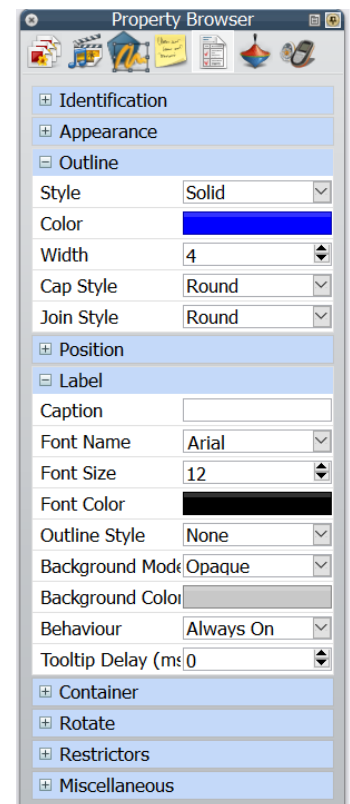 Property Browser
Identification
Appearance
Outline
Style Solid
Color
Width 4
Cap Style Round
Join Style Round
Position
Label
Caption
Font Name Arial
Font Size 12
Font Color
Outline Style None
Background Mode Opaque
Background Color
Behaviour Always On
Tooltip Delay (ms 0
Container
Rotate
Restrictors
Miscellaneous